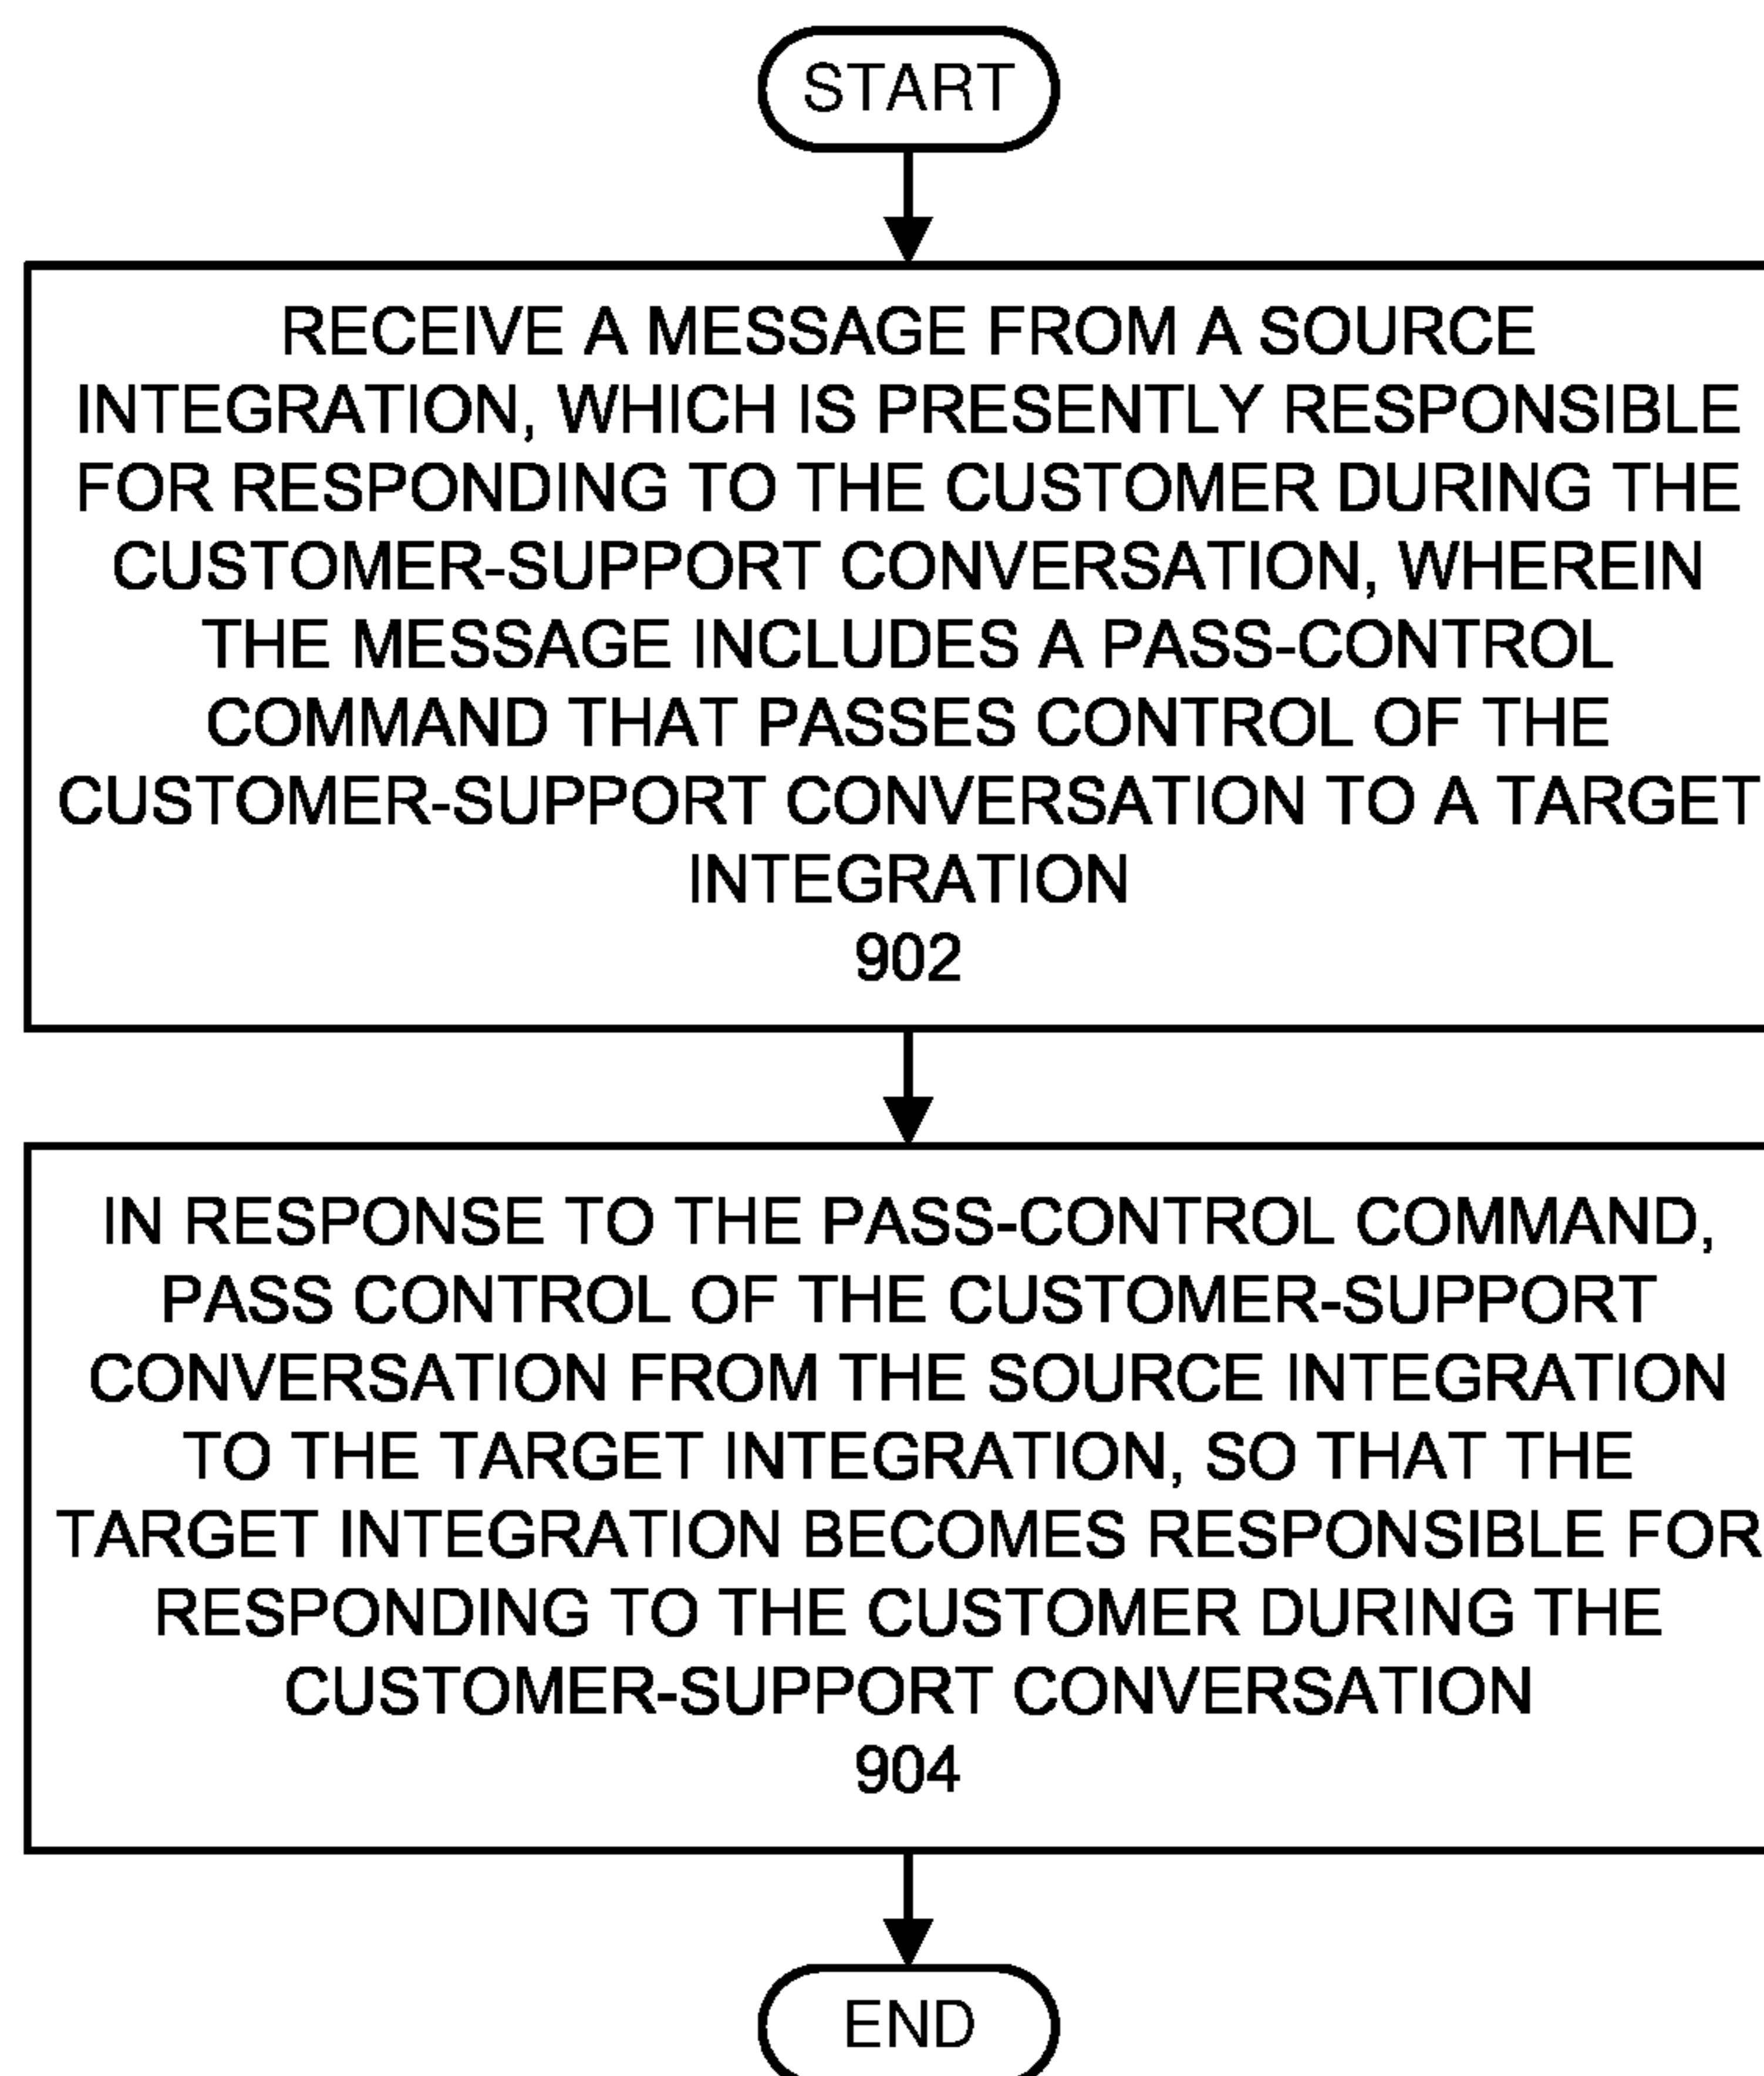 START
RECEIVE A MESSAGE FROM A SOURCE
INTEGRATION, WHICH IS PRESENTLY RESPONSIBLE
FOR RESPONDING TO THE CUSTOMER DURING THE
CUSTOMER-SUPPORT CONVERSATION, WHEREIN
THE MESSAGE INCLUDES A PASS-CONTROL
COMMAND THAT PASSES CONTROL OF THE
CUSTOMER-SUPPORT CONVERSATION TO A TARGET
INTEGRATION
902
IN RESPONSE TO THE PASS-CONTROL COMMAND,
PASS CONTROL OF THE CUSTOMER-SUPPORT
CONVERSATION FROM THE SOURCE INTEGRATION
TO THE TARGET INTEGRATION, SO THAT THE
TARGET INTEGRATION BECOMES RESPONSIBLE FOR
RESPONDING TO THE CUSTOMER DURING THE
CUSTOMER-SUPPORT CONVERSATION
904
END